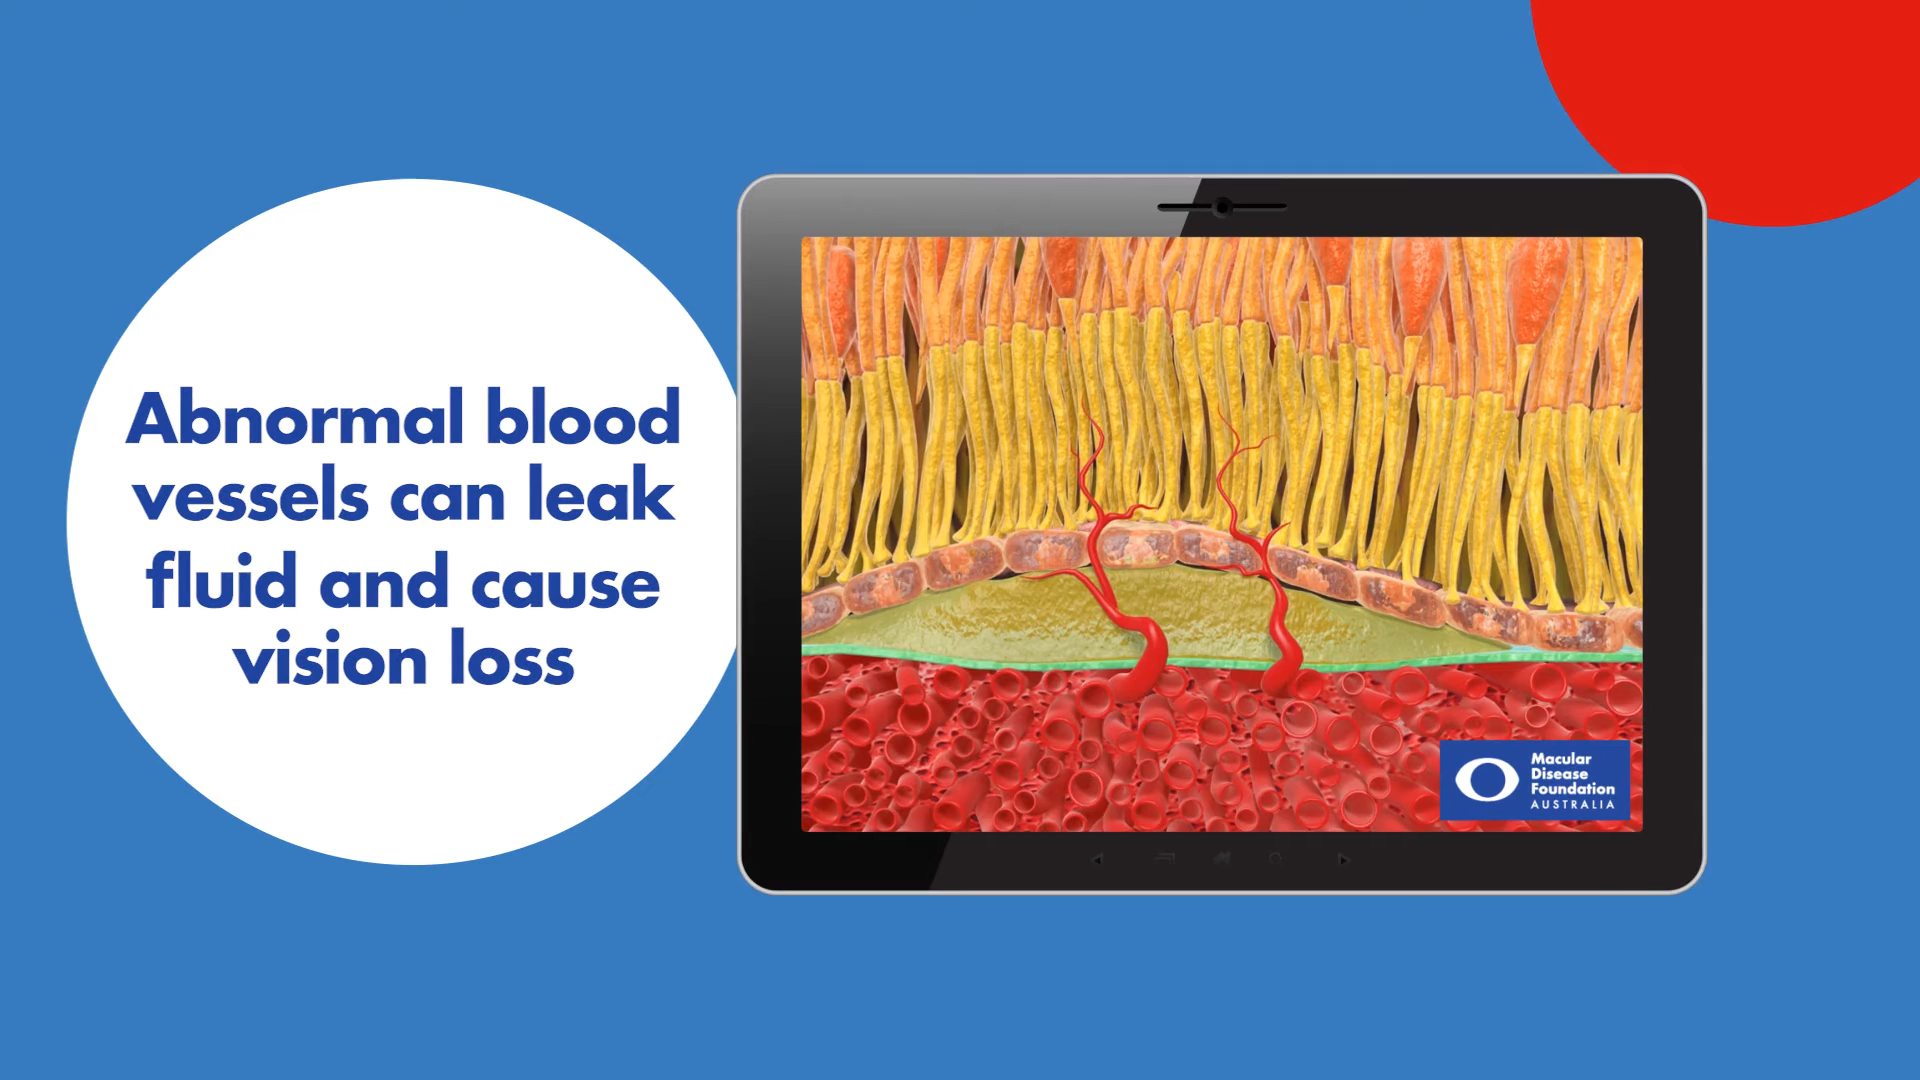 Abnormal blood
vessels can leak
fluid and cause
vision loss
Macular
Disease
Foundation
AUSTRALIA